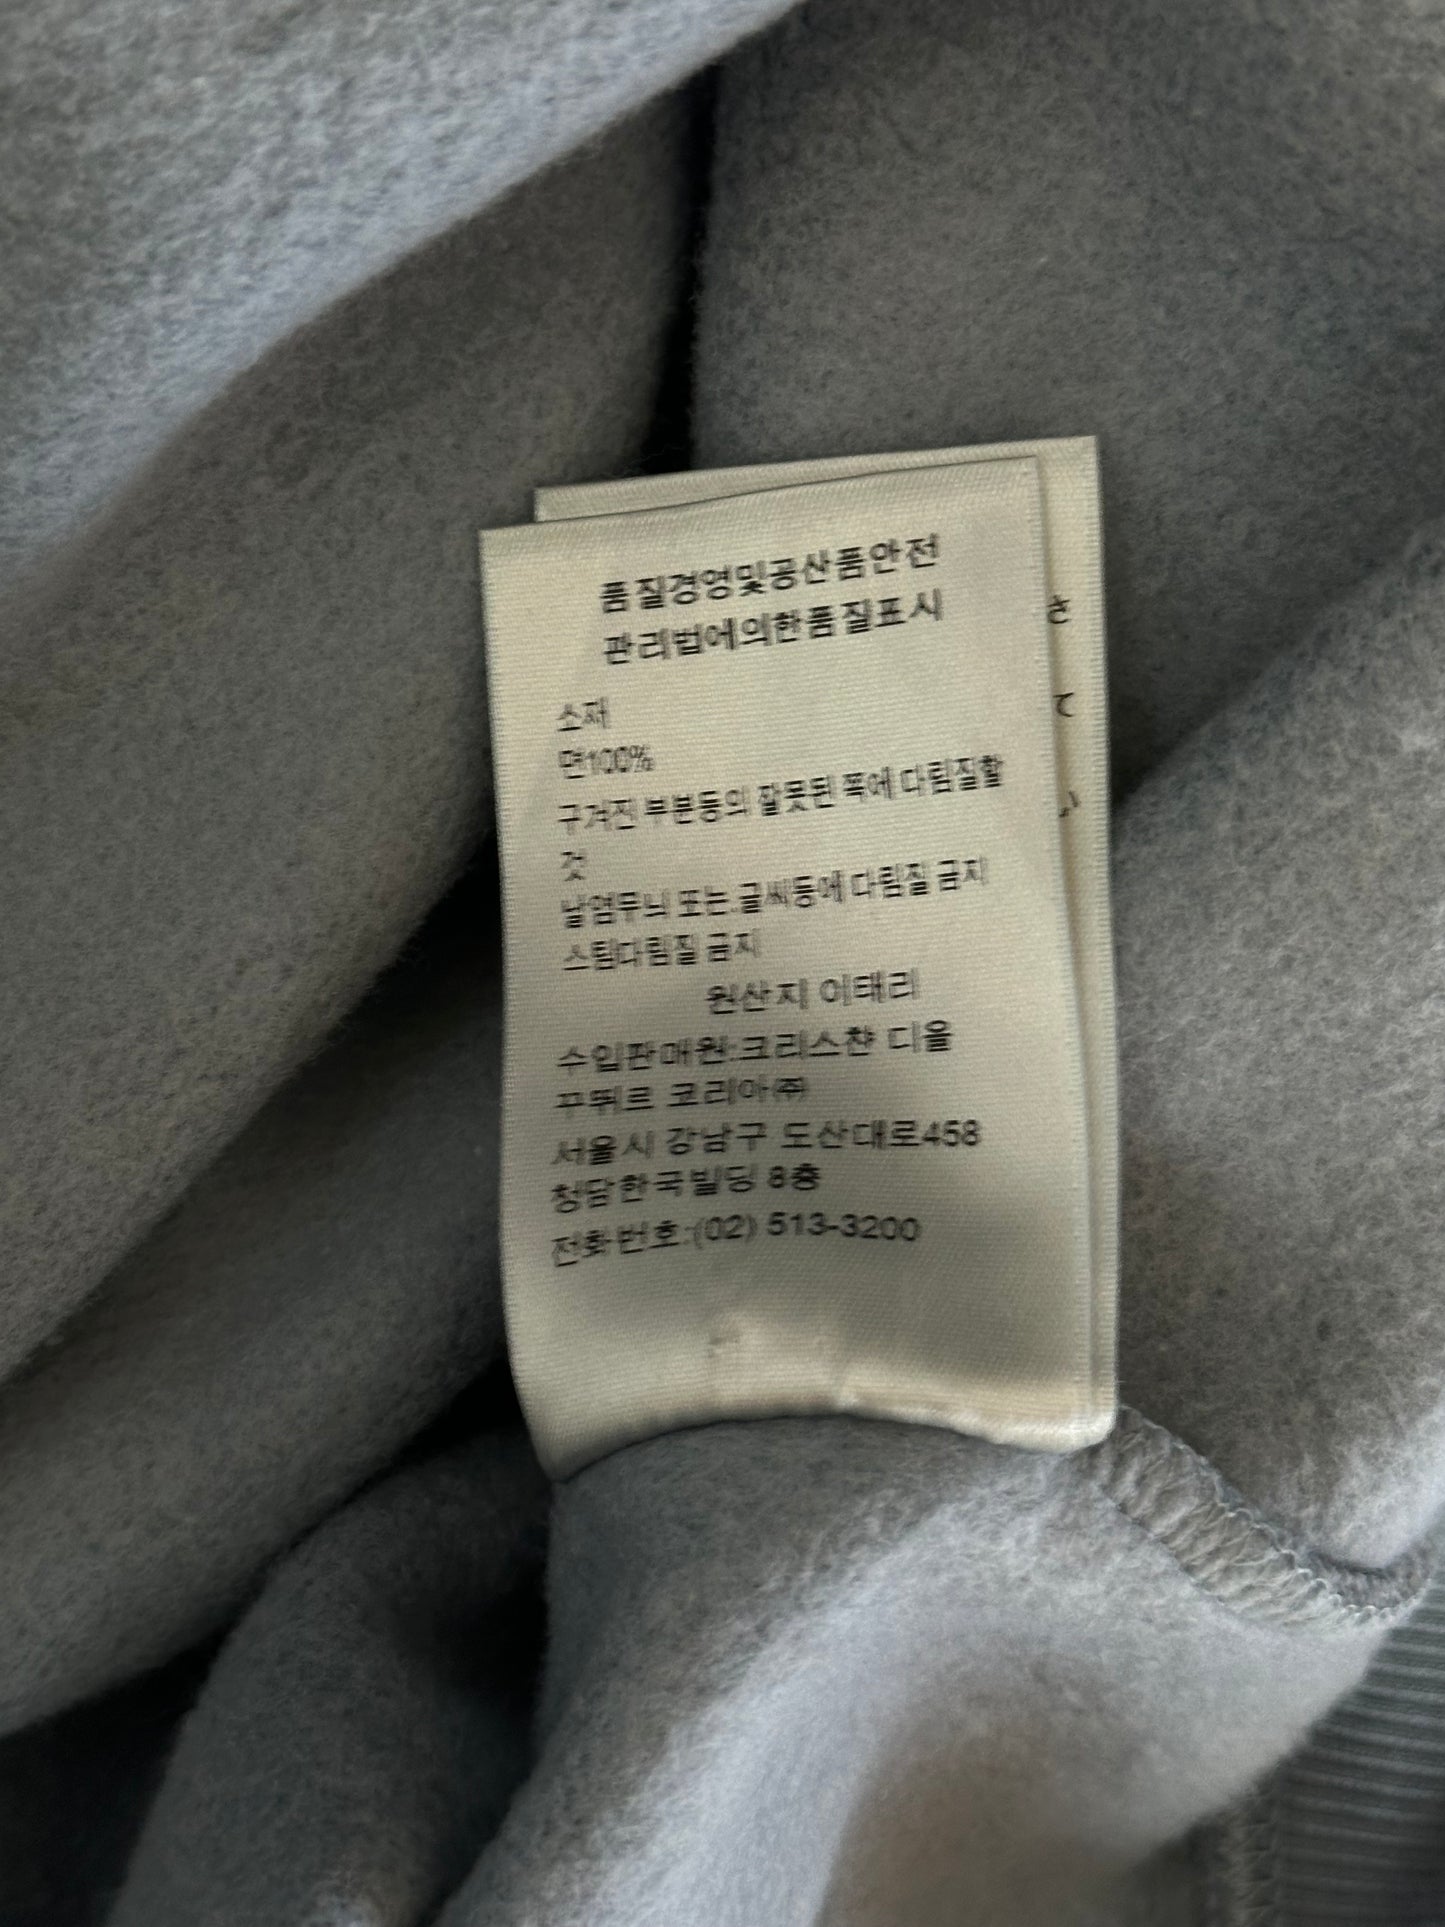 품질경영및공산품안전
관리법에의한품질표시
소재
면100%
구겨진 부분등의 잘못된 쪽에 다림질할
것
날염무늬 또는 글씨등에 다림질 금지
스팀다림질 금지
원산지 이태리
수입판매원:크리스챤 디올
꾸뛰르 코리아㈜
서울시 강남구 도산대로458
청담한국빌딩 8층
전화번호:(02) 513-3200
さ
て
い